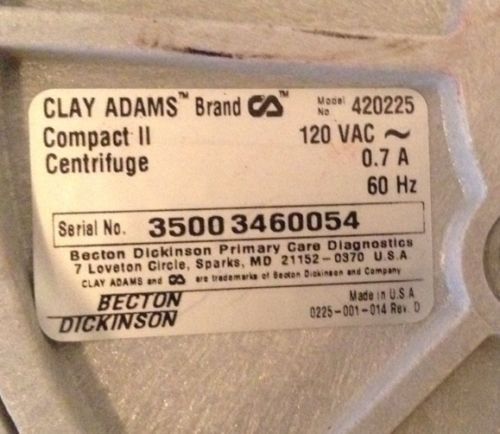 CLAY ADAMS™ Brand CA™ Model No. 420225
Compact II 120 VAC ~
Centrifuge 0.7 A
60 Hz
Serial No. 35003460054
Becton Dickinson Primary Care Diagnostics
7 Loveton Circle, Sparks, MD 21152-0370 U.S.A
CLAY ADAMS and CA are trademarks of Becton Dickinson and Company
BECTON
DICKINSON
Made in U.S.A
0225-001-014 Rev. D